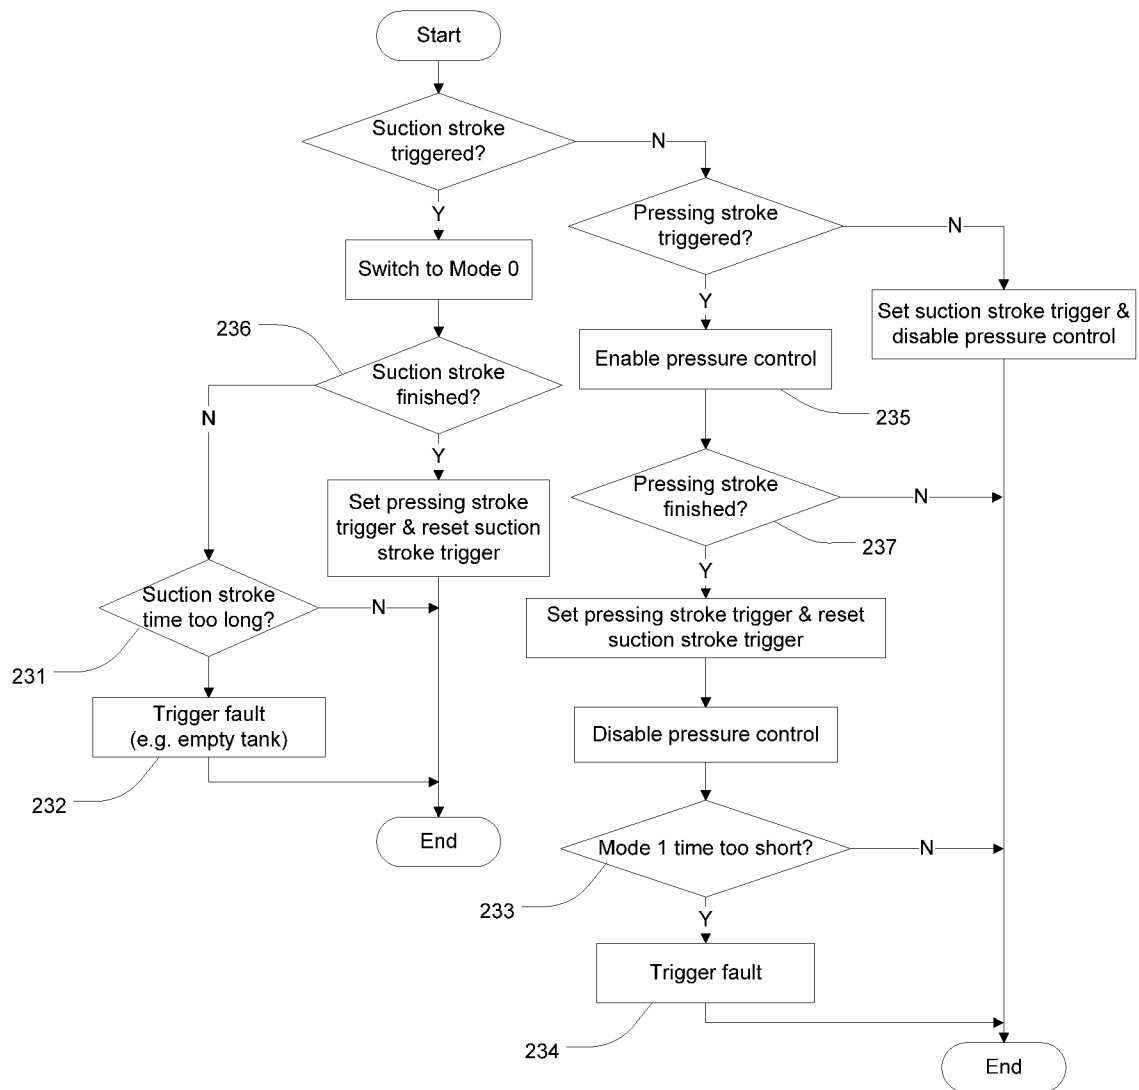 Start
Suction stroke
triggered?
N
Y
Pressing stroke
triggered?
N
Switch to Mode 0
Y
Set suction stroke trigger &
disable pressure control
236
Enable pressure control
Suction stroke
finished?
235
N
Y
Pressing stroke
finished?
N
Set pressing stroke
trigger & reset suction
stroke trigger
237
Y
Suction stroke
time too long?
N
Set pressing stroke trigger & reset
suction stroke trigger
231
Trigger fault
(e.g. empty tank)
Disable pressure control
232
End
Mode 1 time too short?
N
233
Y
Trigger fault
234
End